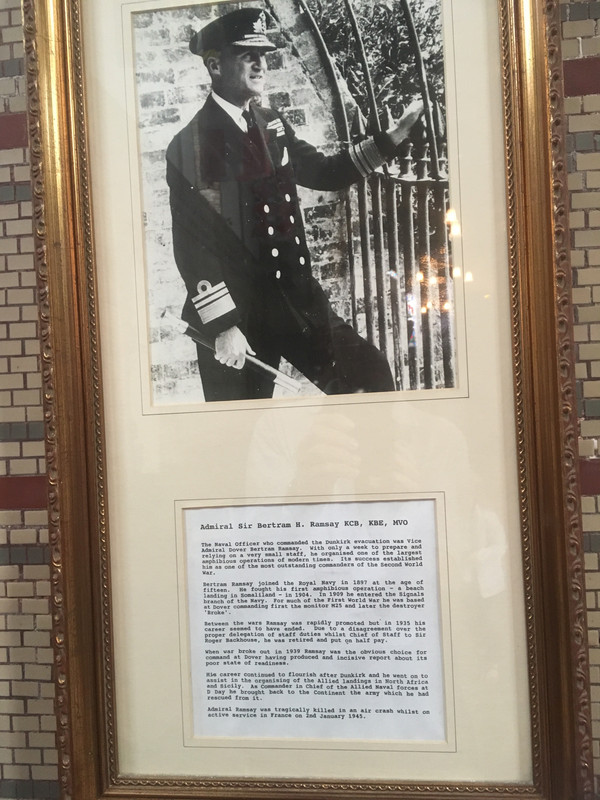 Admiral Sir Bertram H. Ramsay KCB, KBE, MVO
The Naval Officer who commanded the Dunkirk evacuation was Vice
Admiral Dover Bertram Ramsay. With only a week to prepare and
relying on a very small staff, he organised one of the largest
amphibious operations of modern times. Its success established
him as one of the most outstanding commanders of the Second World
War.
Bertram Ramsay joined the Royal Navy in 1897 at the age of
fifteen. He fought his first amphibious operation - a beach
landing in Somaliland - in 1904. In 1909 he entered the Signals
branch of the Navy. For much of the First World War he was based
at Dover commanding first the monitor M25 and later the destroyer
'Broke'.
Between the wars Ramsay was rapidly promoted but in 1935 his
career seemed to have ended. Due to a disagreement over the
proper delegation of staff duties whilst Chief of Staff to Sir
Roger Backhouse, he was retired and put on half pay.
When war broke out in 1939 Ramsay was the obvious choice for
command at Dover having produced and incisive report about its
poor state of readiness.
His career continued to flourish after Dunkirk and he went on to
assist in the organising of the Allied landings in North Africa
and Sicily. As Commander in Chief of the Allied Naval forces at
D Day he brought back to the Continent the army which he had
rescued from it.
Admiral Ramsay was tragically killed in an air crash whilst on
active service in France on 2nd January 1945.